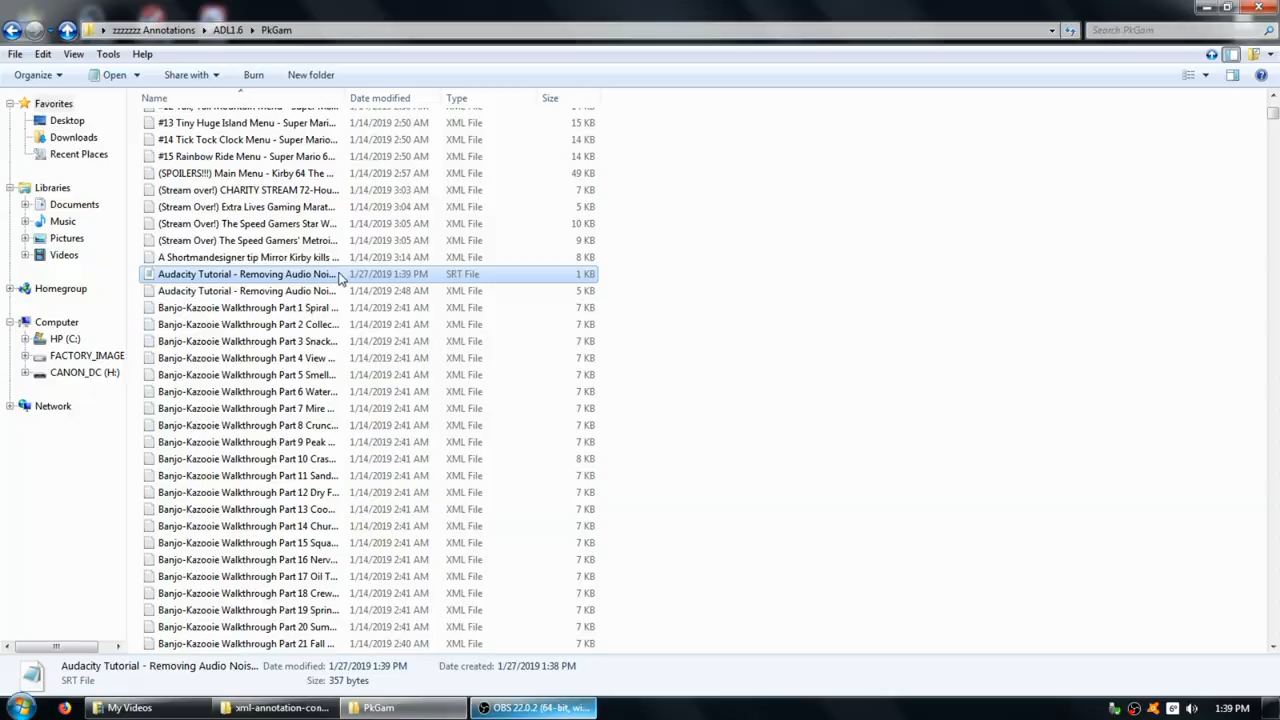 zzzzzzz Annotations ADL1.6 PkGam Search PkGam
File Edit View Tools Help
Organize Open Share with Burn New folder
Name Date modified Type Size
Favorites
Desktop
Downloads
Recent Places
Libraries
Documents
Music
Pictures
Videos
Homegroup
Computer
HP (C:)
FACTORY_IMAGE
CANON_DC (H:)
Network
#13 Tiny Huge Island Menu - Super Mari... 1/14/2019 2:50 AM XML File 15 KB
#14 Tick Tock Clock Menu - Super Mario... 1/14/2019 2:50 AM XML File 14 KB
#15 Rainbow Ride Menu - Super Mario 6... 1/14/2019 2:50 AM XML File 14 KB
(SPOILERS!!!) Main Menu - Kirby 64 The ... 1/14/2019 2:57 AM XML File 49 KB
(Stream over!) CHARITY STREAM 72-Hou... 1/14/2019 3:03 AM XML File 7 KB
(Stream Over!) Extra Lives Gaming Marat... 1/14/2019 3:04 AM XML File 5 KB
(Stream Over!) The Speed Gamers Star W... 1/14/2019 3:05 AM XML File 10 KB
(Stream Over) The Speed Gamers' Metroi... 1/14/2019 3:05 AM XML File 9 KB
A Shortmandesigner tip Mirror Kirby kills ... 1/14/2019 3:14 AM XML File 8 KB
Audacity Tutorial - Removing Audio Noi... 1/27/2019 1:39 PM SRT File 1 KB
Audacity Tutorial - Removing Audio Noi... 1/14/2019 2:48 AM XML File 5 KB
Banjo-Kazooie Walkthrough Part 1 Spiral ... 1/14/2019 2:41 AM XML File 7 KB
Banjo-Kazooie Walkthrough Part 2 Collec... 1/14/2019 2:41 AM XML File 7 KB
Banjo-Kazooie Walkthrough Part 3 Snack... 1/14/2019 2:41 AM XML File 7 KB
Banjo-Kazooie Walkthrough Part 4 View ... 1/14/2019 2:41 AM XML File 7 KB
Banjo-Kazooie Walkthrough Part 5 Smell... 1/14/2019 2:41 AM XML File 7 KB
Banjo-Kazooie Walkthrough Part 6 Water... 1/14/2019 2:41 AM XML File 7 KB
Banjo-Kazooie Walkthrough Part 7 Mire ... 1/14/2019 2:41 AM XML File 7 KB
Banjo-Kazooie Walkthrough Part 8 Crunc... 1/14/2019 2:41 AM XML File 7 KB
Banjo-Kazooie Walkthrough Part 9 Peak ... 1/14/2019 2:41 AM XML File 7 KB
Banjo-Kazooie Walkthrough Part 10 Cras... 1/14/2019 2:41 AM XML File 8 KB
Banjo-Kazooie Walkthrough Part 11 Sand... 1/14/2019 2:41 AM XML File 7 KB
Banjo-Kazooie Walkthrough Part 12 Dry F... 1/14/2019 2:41 AM XML File 7 KB
Banjo-Kazooie Walkthrough Part 13 Coo... 1/14/2019 2:41 AM XML File 7 KB
Banjo-Kazooie Walkthrough Part 14 Chur... 1/14/2019 2:41 AM XML File 7 KB
Banjo-Kazooie Walkthrough Part 15 Squa... 1/14/2019 2:41 AM XML File 7 KB
Banjo-Kazooie Walkthrough Part 16 Nerv... 1/14/2019 2:41 AM XML File 7 KB
Banjo-Kazooie Walkthrough Part 17 Oil T... 1/14/2019 2:41 AM XML File 7 KB
Banjo-Kazooie Walkthrough Part 18 Crew... 1/14/2019 2:41 AM XML File 7 KB
Banjo-Kazooie Walkthrough Part 19 Sprin... 1/14/2019 2:41 AM XML File 7 KB
Banjo-Kazooie Walkthrough Part 20 Sum... 1/14/2019 2:41 AM XML File 7 KB
Banjo-Kazooie Walkthrough Part 21 Fall ... 1/14/2019 2:40 AM XML File 7 KB
Audacity Tutorial - Removing Audio Nois... Date modified: 1/27/2019 1:39 PM Date created: 1/27/2019 1:38 PM
SRT File Size: 357 bytes
My Videos xml-annotation-con... PkGam OBS 22.0.2 (64-bit, wi... 6° 1:39 PM